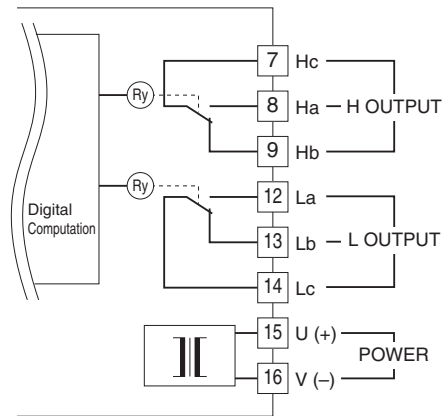 7 Hc
Ry
8 Ha H OUTPUT
9 Hb
12 La
Ry
Digital
Computation
13 Lb L OUTPUT
14 Lc
15 U (+)
POWER
16 V (–)